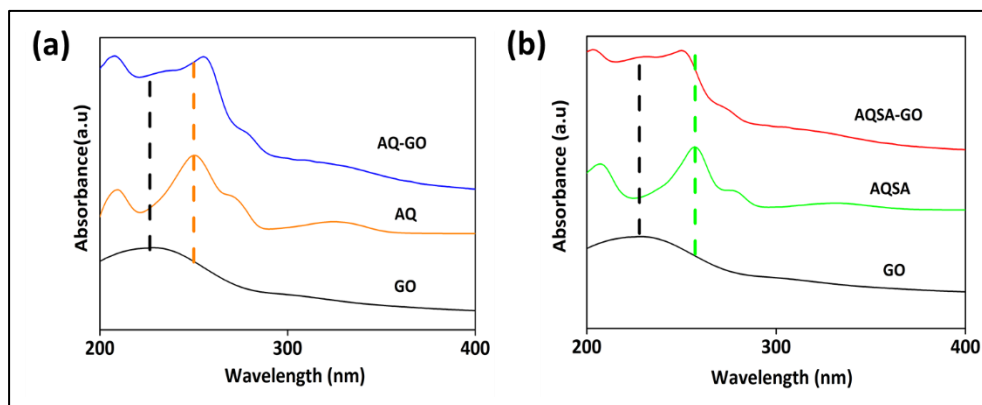 (a)
Absorbance(a.u)
AQ-GO
AQ
GO
200
300
400
Wavelength (nm)
(b)
Absorbance (a.u)
AQSA-GO
AQSA
GO
200
300
400
Wavelength (nm)